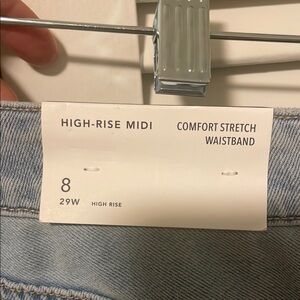 HIGH-RISE MIDI
COMFORT STRETCH
WAISTBAND
8
29W HIGH RISE